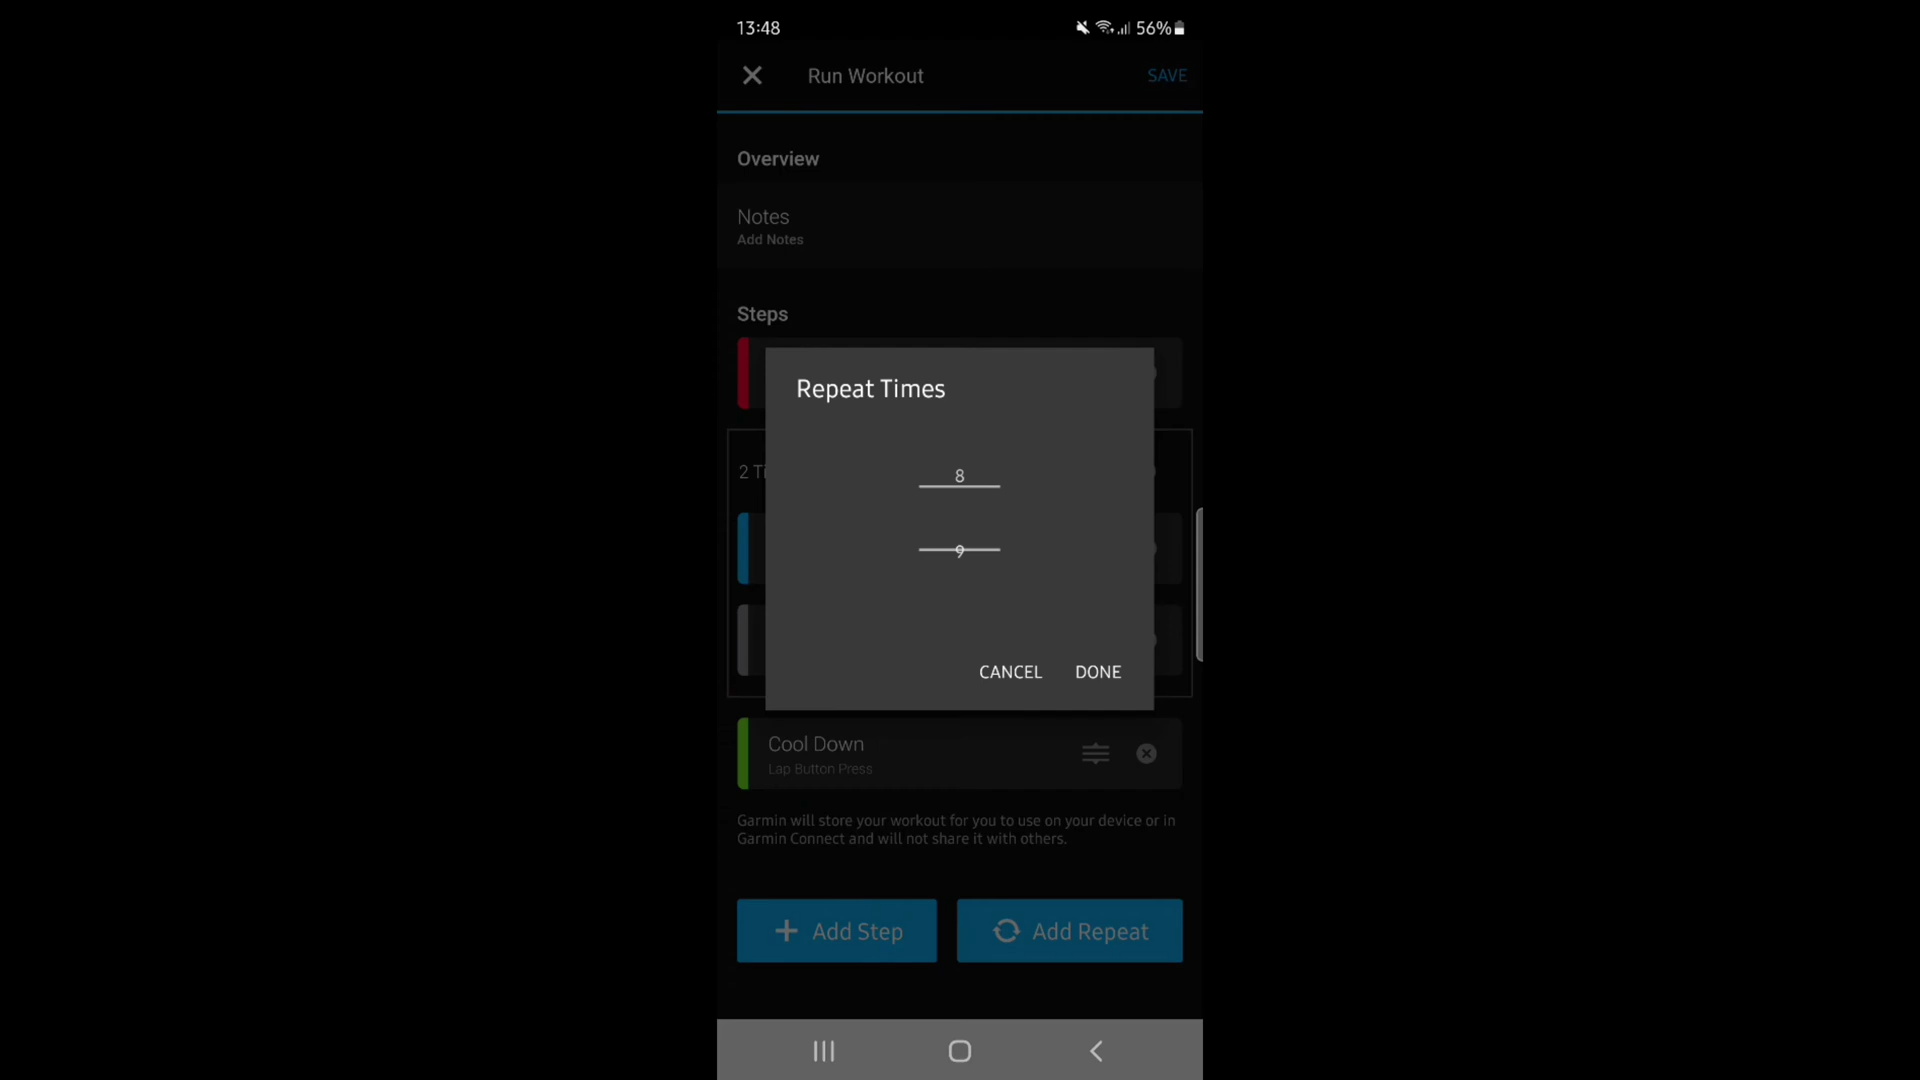 13:48
56%
Run Workout
SAVE
Overview
Notes
Add Notes
Steps
Repeat Times
8
2 Ti
9
CANCEL DONE
Cool Down
Lap Button Press
Garmin will store your workout for you to use on your device or in
Garmin Connect and will not share it with others.
Add Step
Add Repeat